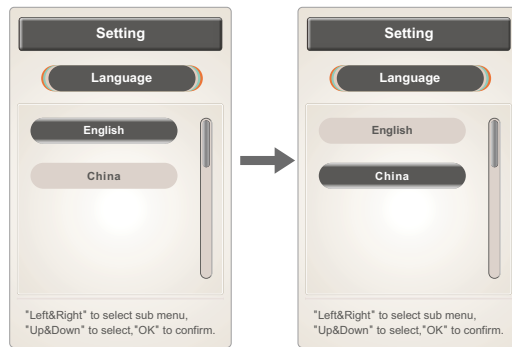 Setting
Language
English
China
"Left&Right" to select sub menu,
"Up&Down" to select,"OK" to confirm.
Setting
Language
English
China
"Left&Right" to select sub menu,
"Up&Down" to select,"OK" to confirm.